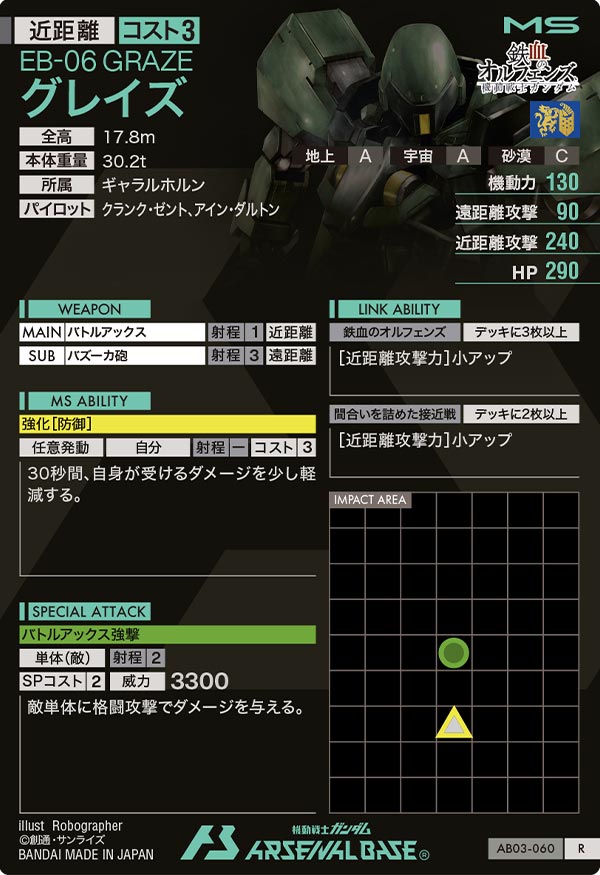 近距離 コスト3
MS
EB-06 GRAZE
グレイズ
鉄血のオルフェンズ
機動戦士ガンダム
全高 17.8m
本体重量 30.2t
所属 ギャラルホルン
パイロット クランク・ゼント、アイン・ダルトン
地上 A 宇宙 A 砂漠 C
機動力 130
遠距離攻撃 90
近距離攻撃 240
HP 290
WEAPON
MAIN バトルアックス 射程 1 近距離
SUB バズーカ砲 射程 3 遠距離
MS ABILITY
強化[防御]
任意発動 自分 射程 ー コスト 3
30秒間、自身が受けるダメージを少し軽
減する。
SPECIAL ATTACK
バトルアックス強撃
単体(敵) 射程 2
SPコスト 2 威力 3300
敵単体に格闘攻撃でダメージを与える。
LINK ABILITY
鉄血のオルフェンズ デッキに3枚以上
[近距離攻撃力]小アップ
間合いを詰めた接近戦 デッキに2枚以上
[近距離攻撃力]小アップ
IMPACT AREA
illust Robographer
©創通・サンライズ
BANDAI MADE IN JAPAN
機動戦士ガンダム
ARSENAL BASE®
AB03-060 R